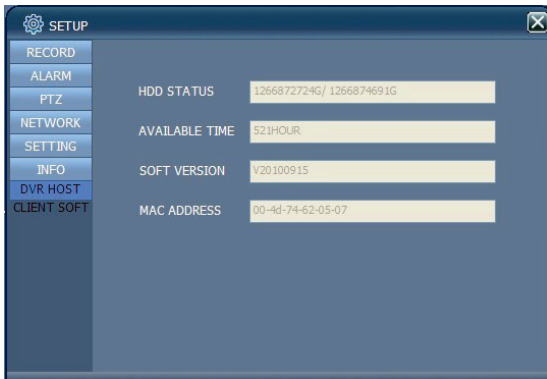 SETUP
RECORD
ALARM
PTZ
NETWORK
SETTING
INFO
DVR HOST
CLIENT SOFT
HDD STATUS 1266872724G/ 1266874691G
AVAILABLE TIME 521HOUR
SOFT VERSION V20100915
MAC ADDRESS 00-4d-74-62-05-07